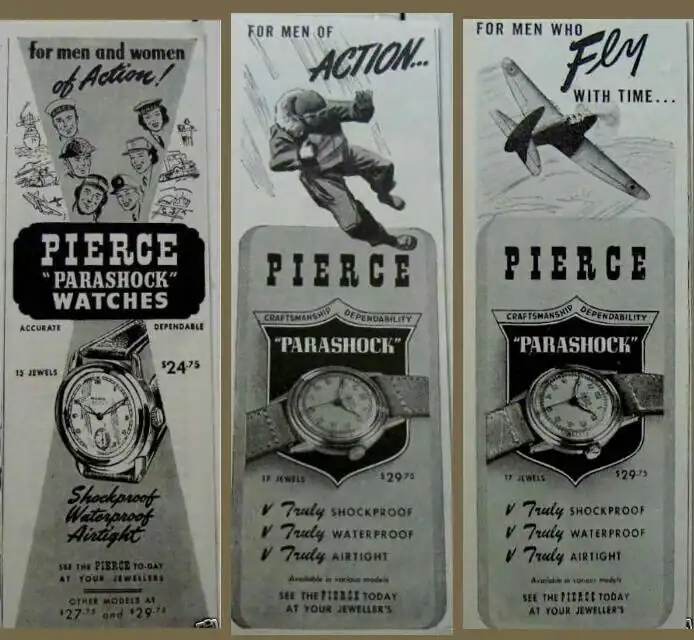 for men and women
of Action!
PIERCE
"PARASHOCK"
WATCHES
ACCURATE
DEPENDABLE
$24.75
Shockproof
Waterproof
Airtight
SEE THE PIERCE TO-DAY
AT YOUR JEWELLERS
OTHER MODELS AT
$27.75 and $29.75
FOR MEN OF
ACTION...
PIERCE
CRAFTSMANSHIP DEPENDABILITY
"PARASHOCK"
17 JEWELS
$29.75
√ Truly SHOCKPROOF
√ Truly WATERPROOF
√ Truly AIRTIGHT
Available in various models
SEE THE PIERCE TODAY
AT YOUR JEWELLER'S
FOR MEN WHO
Fly
WITH TIME...
PIERCE
CRAFTSMANSHIP DEPENDABILITY
"PARASHOCK"
17 JEWELS
$29.75
√ Truly SHOCKPROOF
√ Truly WATERPROOF
√ Truly AIRTIGHT
Available in various models
SEE THE PIERCE TODAY
AT YOUR JEWELLER'S